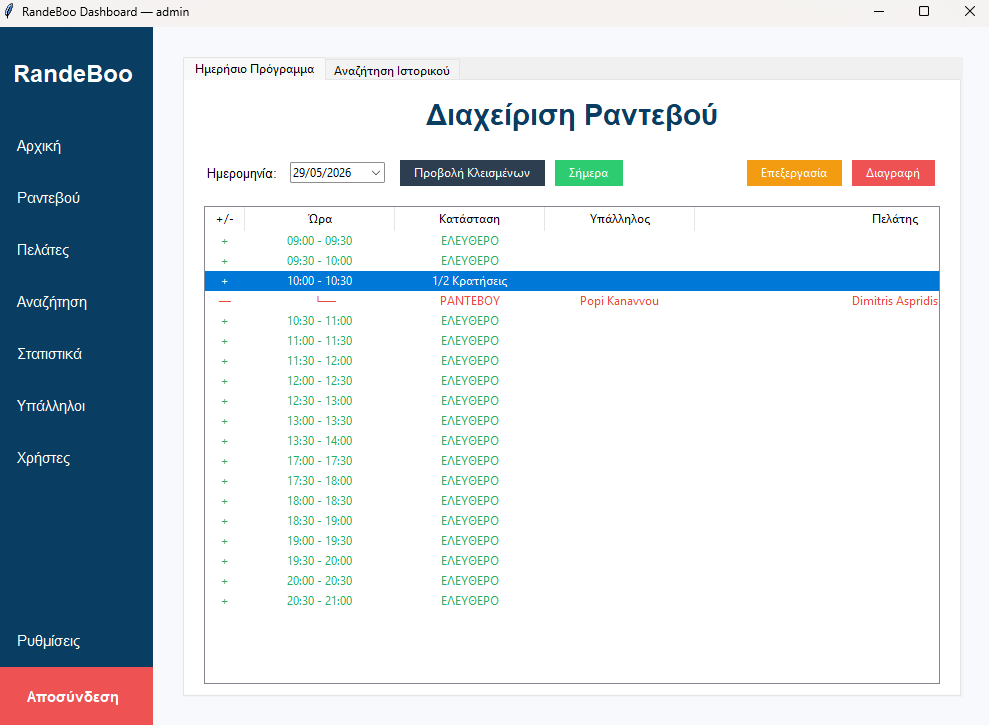 RandeBoo Dashboard — admin
RandeBoo
Αρχική
Ραντεβού
Πελάτες
Αναζήτηση
Στατιστικά
Υπάλληλοι
Χρήστες
Ρυθμίσεις
Αποσύνδεση
Ημερήσιο Πρόγραμμα Αναζήτηση Ιστορικού
Διαχείριση Ραντεβού
Ημερομηνία: 29/05/2026 Προβολή Κλεισμένων Σήμερα Επεξεργασία Διαγραφή
+/- Ώρα Κατάσταση Υπάλληλος Πελάτης
+ 09:00 - 09:30 ΕΛΕΥΘΕΡΟ
+ 09:30 - 10:00 ΕΛΕΥΘΕΡΟ
+ 10:00 - 10:30 1/2 Κρατήσεις
— └── ΡΑΝΤΕΒΟΥ Popi Kanavvou Dimitris Aspridis
+ 10:30 - 11:00 ΕΛΕΥΘΕΡΟ
+ 11:00 - 11:30 ΕΛΕΥΘΕΡΟ
+ 11:30 - 12:00 ΕΛΕΥΘΕΡΟ
+ 12:00 - 12:30 ΕΛΕΥΘΕΡΟ
+ 12:30 - 13:00 ΕΛΕΥΘΕΡΟ
+ 13:00 - 13:30 ΕΛΕΥΘΕΡΟ
+ 13:30 - 14:00 ΕΛΕΥΘΕΡΟ
+ 17:00 - 17:30 ΕΛΕΥΘΕΡΟ
+ 17:30 - 18:00 ΕΛΕΥΘΕΡΟ
+ 18:00 - 18:30 ΕΛΕΥΘΕΡΟ
+ 18:30 - 19:00 ΕΛΕΥΘΕΡΟ
+ 19:00 - 19:30 ΕΛΕΥΘΕΡΟ
+ 19:30 - 20:00 ΕΛΕΥΘΕΡΟ
+ 20:00 - 20:30 ΕΛΕΥΘΕΡΟ
+ 20:30 - 21:00 ΕΛΕΥΘΕΡΟ